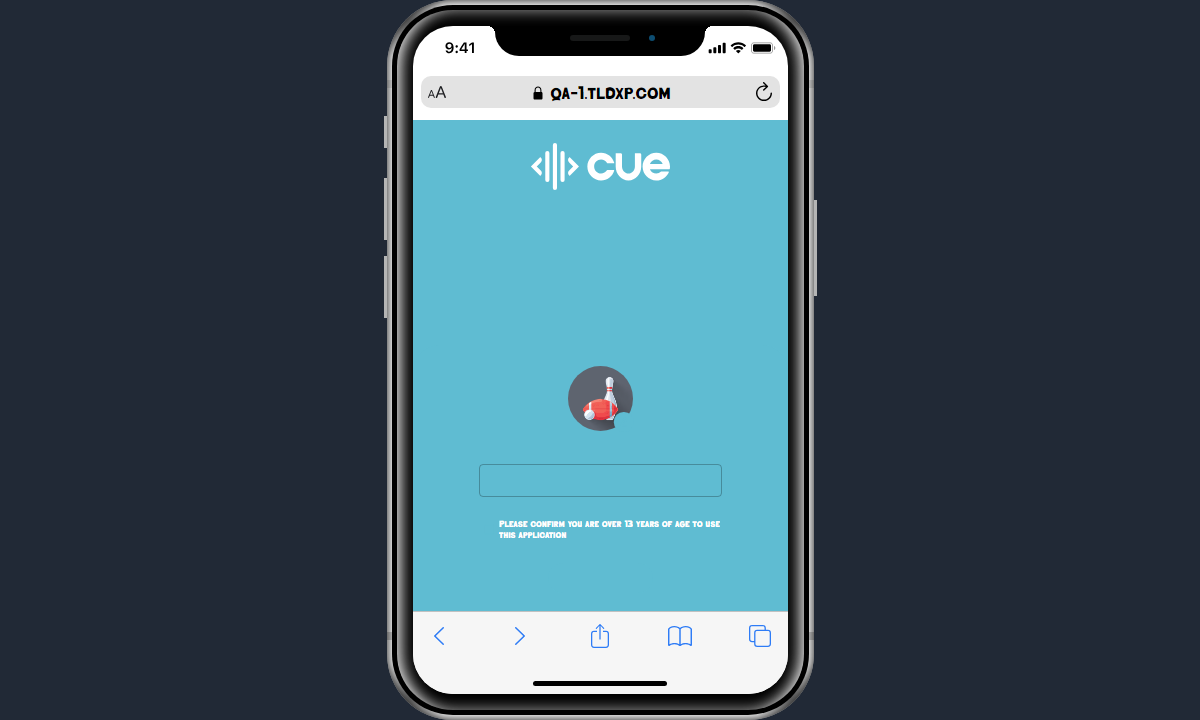 9:41
AA
QA-1.TLDXP.COM
cue
PLEASE CONFIRM YOU ARE OVER 13 YEARS OF AGE TO USE
THIS APPLICATION